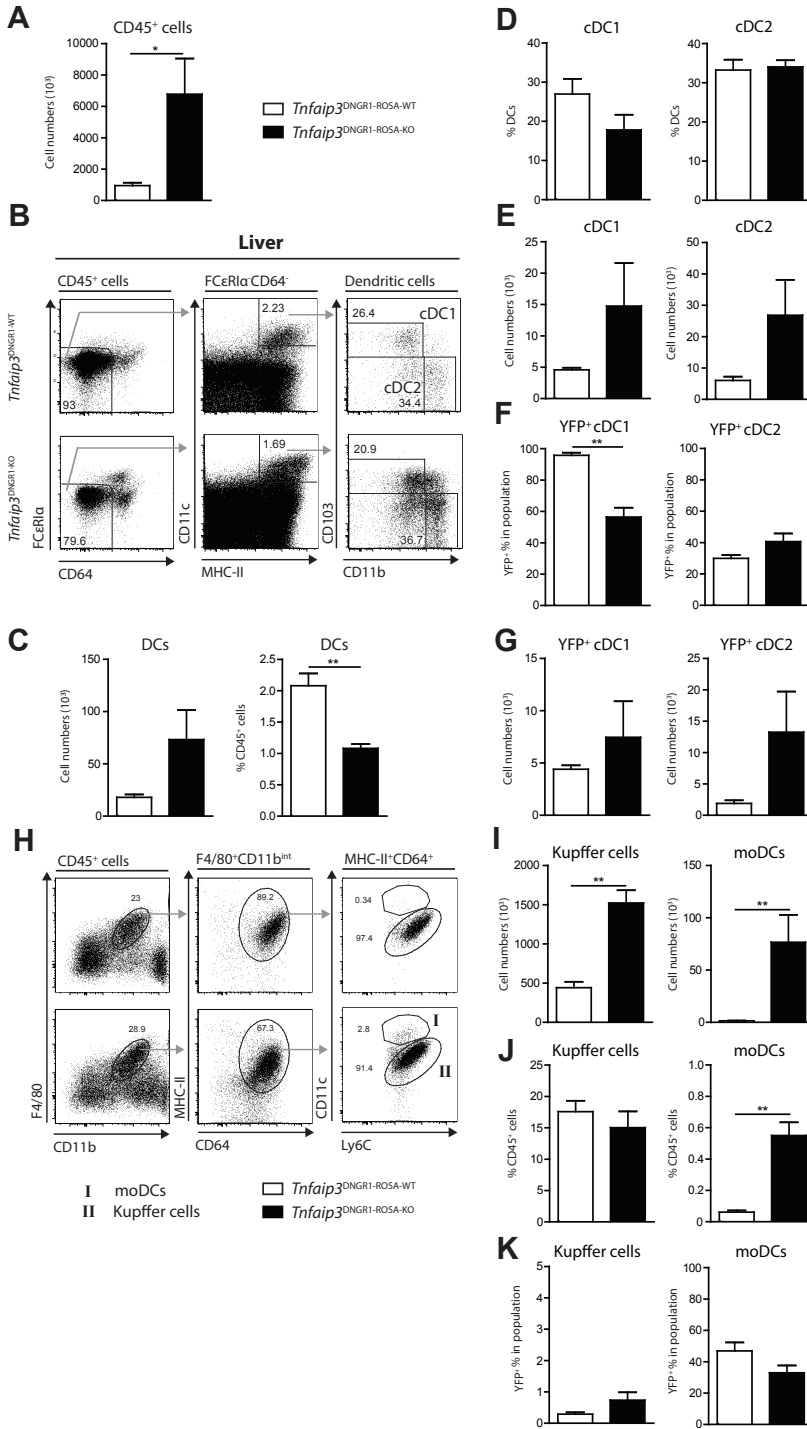 A
CD45⁺ cells
Cell numbers (10³)
10000
8000
6000
4000
2000
0
*
Tnfaip3DNGR1-ROSA-WT
Tnfaip3DNGR1-ROSA-KO
B
Liver
CD45⁺ cells
FCεRIα⁻CD64⁻
Dendritic cells
Tnfaip3DNGR1-WT
93
2.23
26.4
cDC1
cDC2
34.4
Tnfaip3DNGR1-KO
79.6
1.69
20.9
36.7
FCεRIα
CD64
CD11c
MHC-II
CD103
CD11b
C
DCs
Cell numbers (10³)
150
100
50
0
DCs
% CD45⁺ cells
2.5
2.0
1.5
1.0
0.5
0.0
**
D
cDC1
% DCs
40
30
20
10
0
cDC2
% DCs
40
30
20
10
0
E
cDC1
Cell numbers (10³)
25
20
15
10
5
0
cDC2
Cell numbers (10³)
40
30
20
10
0
F
YFP⁺ cDC1
YFP⁺ % in population
100
80
60
40
20
0
**
YFP⁺ cDC2
YFP⁺ % in population
100
80
60
40
20
0
G
YFP⁺ cDC1
Cell numbers (10³)
15
10
5
0
YFP⁺ cDC2
Cell numbers (10³)
25
20
15
10
5
0
H
CD45⁺ cells
F4/80⁺CD11bint
MHC-II⁺CD64⁺
23
89.2
0.34
97.4
28.9
67.3
2.8
91.4
I
II
F4/80
CD11b
MHC-II
CD64
CD11c
Ly6C
I moDCs
II Kupffer cells
Tnfaip3DNGR1-ROSA-WT
Tnfaip3DNGR1-ROSA-KO
I
Kupffer cells
Cell numbers (10³)
2000
1500
1000
500
0
**
moDCs
Cell numbers (10³)
150
100
50
0
**
J
Kupffer cells
% CD45⁺ cells
25
20
15
10
5
0
moDCs
% CD45⁺ cells
1.0
0.8
0.6
0.4
0.2
0
**
K
Kupffer cells
YFP⁺ % in population
5
4
3
2
1
0
moDCs
YFP⁺ % in population
100
80
60
40
20
0